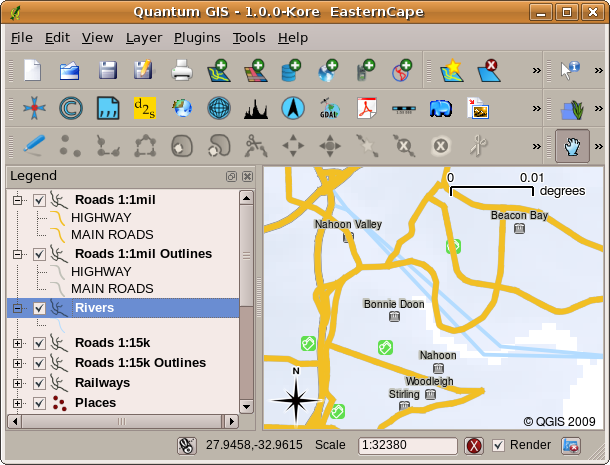 Quantum GIS - 1.0.0-Kore EasternCape
File Edit View Layer Plugins Tools Help
»
»
d2s
GDAL
»
»
»
Legend
Roads 1:1mil
HIGHWAY
MAIN ROADS
Roads 1:1mil Outlines
HIGHWAY
MAIN ROADS
Rivers
Roads 1:15k
Roads 1:15k Outlines
Railways
Places
0 0.01
degrees
Beacon Bay
Nahoon Valley
Bonnie Doon
Nahoon
Woodleigh
Stirling
N
© QGIS 2009
27.9458,-32.9615 Scale 1:32380 Render